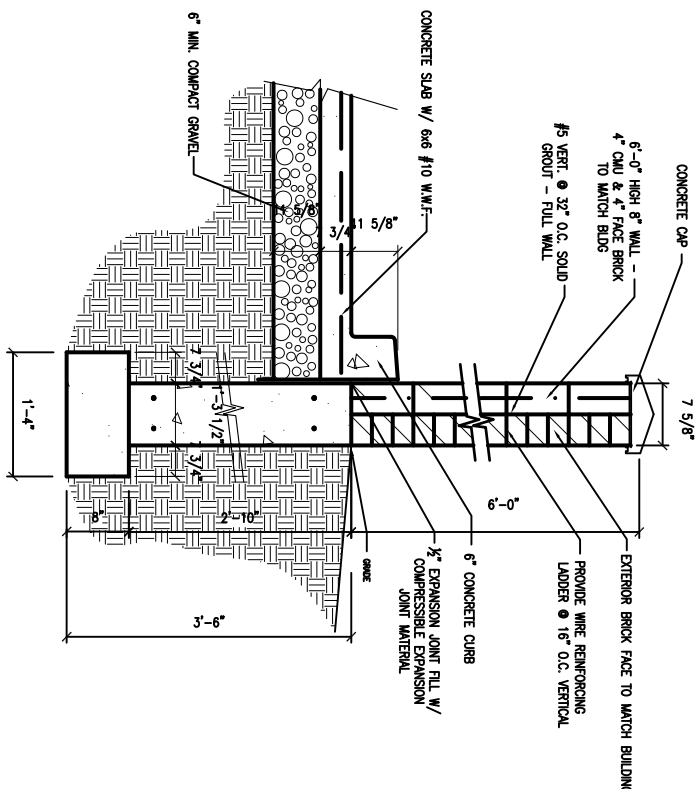 CONCRETE CAP
7 5/8"
6'-0" HIGH 8" WALL -
4" CMU & 4" FACE BRICK
TO MATCH BLDG
EXTERIOR BRICK FACE TO MATCH BUILDING
#5 VERT. @ 32" O.C. SOLID
GROUT - FULL WALL
PROVIDE WIRE REINFORCING
LADDER @ 16" O.C. VERTICAL
6'-0"
CONCRETE SLAB W/ 6x6 #10 W.W.F.
6" CONCRETE CURB
½" EXPANSION JOINT FILL W/
COMPRESSIBLE EXPANSION
JOINT MATERIAL
11 5/8"
3/4"
5/8"
GRADE
6" MIN. COMPACT GRAVEL
7 3/4"
1'-3 1/2"
7 3/4"
2'-10"
8"
3'-6"
1'-4"